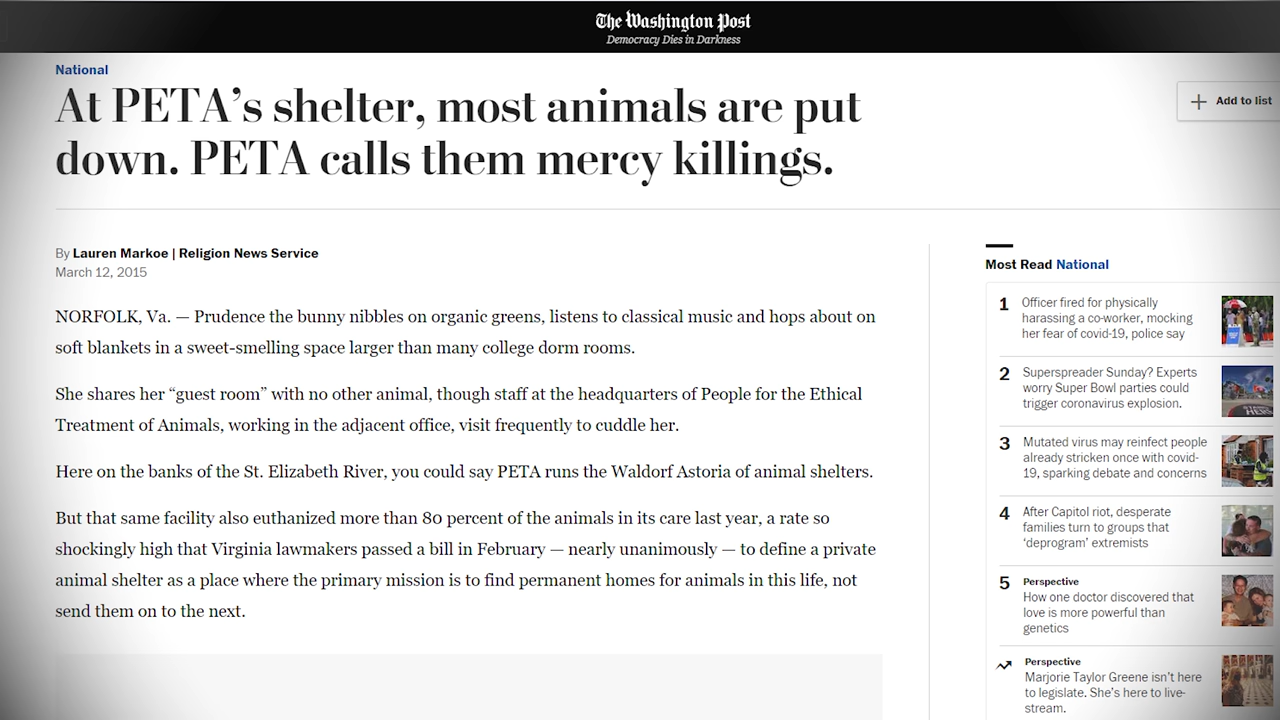 The Washington Post
Democracy Dies in Darkness
National
At PETA’s shelter, most animals are put
down. PETA calls them mercy killings.
Add to list
By Lauren Markoe | Religion News Service
March 12, 2015
NORFOLK, Va. — Prudence the bunny nibbles on organic greens, listens to classical music and hops about on
soft blankets in a sweet-smelling space larger than many college dorm rooms.
She shares her “guest room” with no other animal, though staff at the headquarters of People for the Ethical
Treatment of Animals, working in the adjacent office, visit frequently to cuddle her.
Here on the banks of the St. Elizabeth River, you could say PETA runs the Waldorf Astoria of animal shelters.
But that same facility also euthanized more than 80 percent of the animals in its care last year, a rate so
shockingly high that Virginia lawmakers passed a bill in February — nearly unanimously — to define a private
animal shelter as a place where the primary mission is to find permanent homes for animals in this life, not
send them on to the next.
Most Read National
1 Officer fired for physically
harassing a co-worker, mocking
her fear of covid-19, police say
2 Superspreader Sunday? Experts
worry Super Bowl parties could
trigger coronavirus explosion.
3 Mutated virus may reinfect people
already stricken once with covid-
19, sparking debate and concerns
4 After Capitol riot, desperate
families turn to groups that
‘deprogram’ extremists
5 Perspective
How one doctor discovered that
love is more powerful than
genetics
Perspective
Marjorie Taylor Greene isn’t here
to legislate. She’s here to live-
stream.